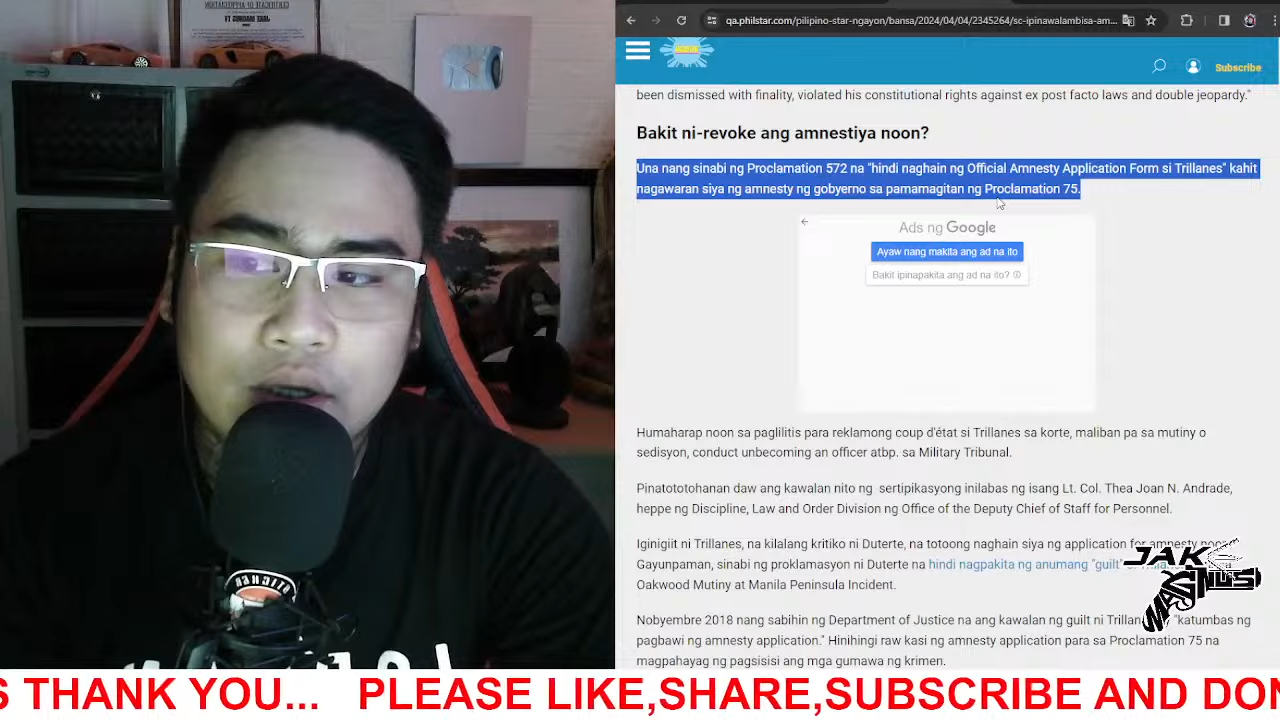 CERTIFICATE OF APPRECIATION
qq.philstar.com/pilipino-star-ngayon/bansa/2024/04/04/2345264/sc-pinawalambisa-ang-
Subscribe
been dismissed with finality, violated his constitutional rights against ex post facto laws and double jeopardy."
Bakit ni-revoke ang amnestiya noon?
Una nang sinabi ng Proclamation 572 na "hindi naghain ng Official Amnesty Application Form si Trillanes" kahit
nagawaran siya ng amnesty ng gobyerno sa pamamagitan ng Proclamation 75.
Ads ng Google
Ayaw nang makita ang ad na ito
Bakit ipinapakita ang ad na ito?
Humaharap noon sa paglilitis para reklamong coup d'état si Trillanes sa korte, maliban pa sa mutiny o
sedisyon, conduct unbecoming an officer atbp. sa Military Tribunal.
Pinatototohanan daw ang kawalan nito ng sertipikasyong inilabas ng isang Lt. Col. Thea Joan N. Andrade,
heppe ng Discipline, Law and Order Division ng Office of the Deputy Chief of Staff for Personnel.
Iginigiit ni Trillanes, na kilalang kritiko ni Duterte, na totoong naghain siya ng application for amnesty noon.
Gayunpaman, sinabi ng proklamasyon ni Duterte na hindi nagpakita ng anumang "guilt"
Oakwood Mutiny at Manila Peninsula Incident.
Nobyembre 2018 nang sabihin ng Department of Justice na ang kawalan ng guilt ni Trillanes "katumbas ng
pagbawi ng amnesty application." Hinihingi raw kasi ng amnesty application para sa Proclamation 75 na
magpahayag ng pagsisisi ang mga gumawa ng krimen.
S THANK YOU... PLEASE LIKE,SHARE,SUBSCRIBE AND DON